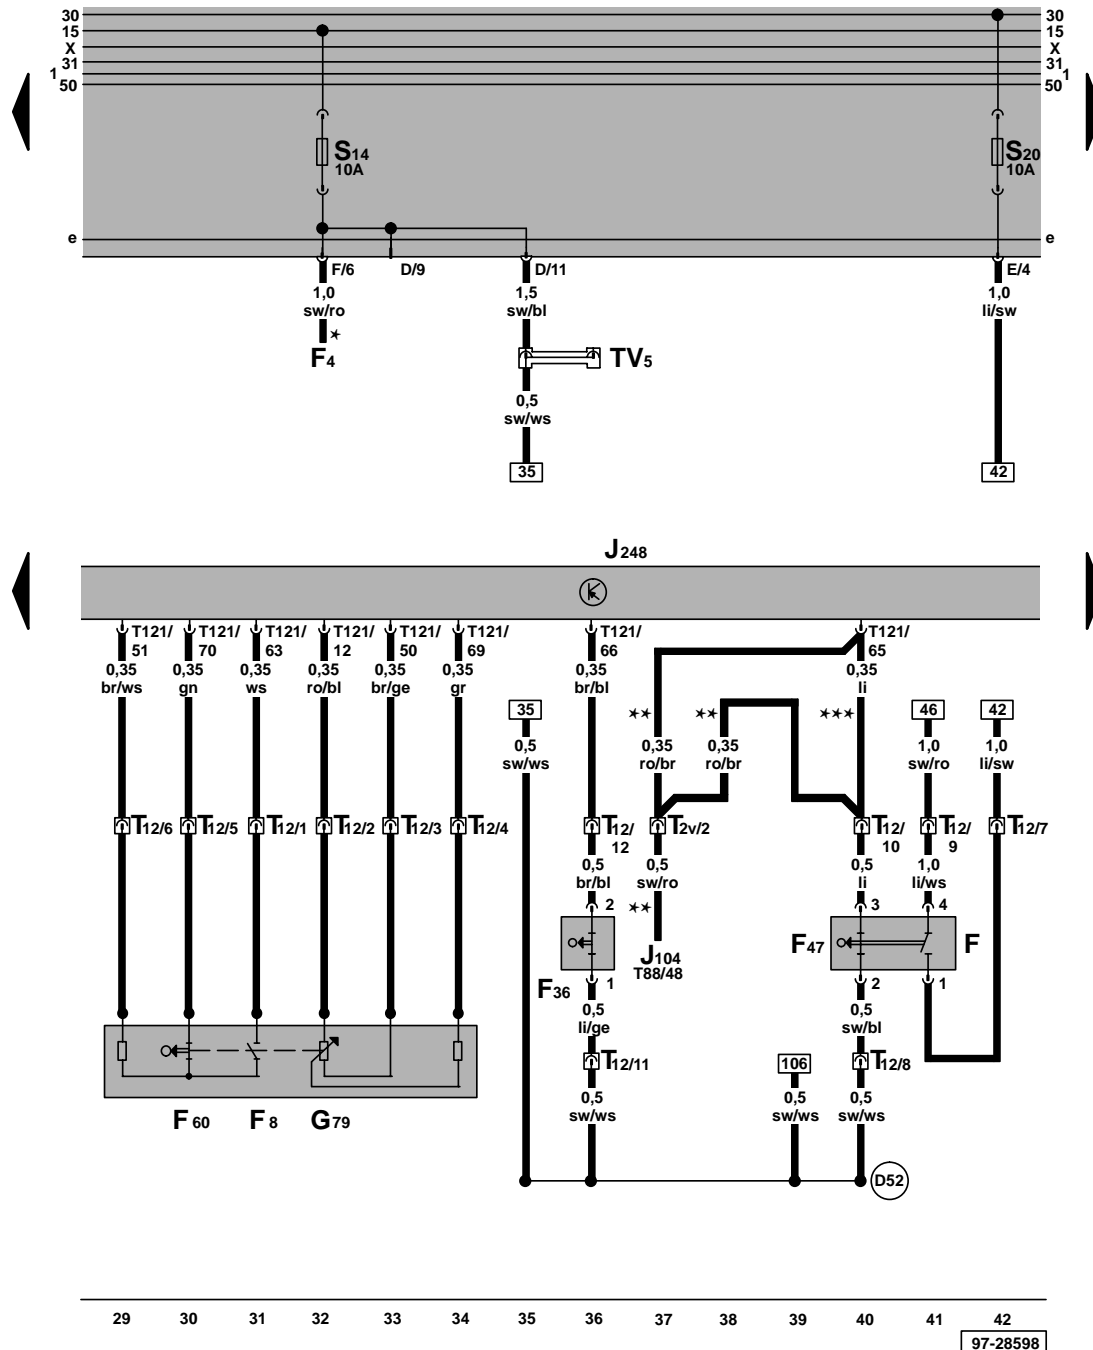 30 30
15 15
X X
31 31
1 1
50 50
S14 S20
10A 10A
e e
F/6 D/9 D/11 E/4
1,0 1,5 1,0
sw/ro sw/bl li/sw
★
F4 TV5
0,5
sw/ws
35 42
J248
T121/ T121/ T121/ T121/ T121/ T121/ T121/ T121/
51 70 63 12 50 69 66 65
0,35 0,35 0,35 0,35 0,35 0,35 0,35 0,35
br/ws gn ws ro/bl br/ge gr br/bl li
35 ★★ ★★ ★★★ 46 42
0,5 0,35 0,35 1,0 1,0
sw/ws ro/br ro/br sw/ro li/sw
T12/6 T12/5 T12/1 T12/2 T12/3 T12/4 T12/ T2v/2 T12/ T12/ T12/7
12 10 9
0,5 0,5 0,5 1,0
br/bl sw/ro li li/ws
2 ★★ 3 4
F47 F
J104
T88/48
F36 1 2 1
0,5 0,5
li/ge sw/bl
T12/11 106 T12/8
0,5 0,5 0,5
sw/ws sw/ws sw/ws
F60 F8 G79
D52
29 30 31 32 33 34 35 36 37 38 39 40 41 42
97-28598